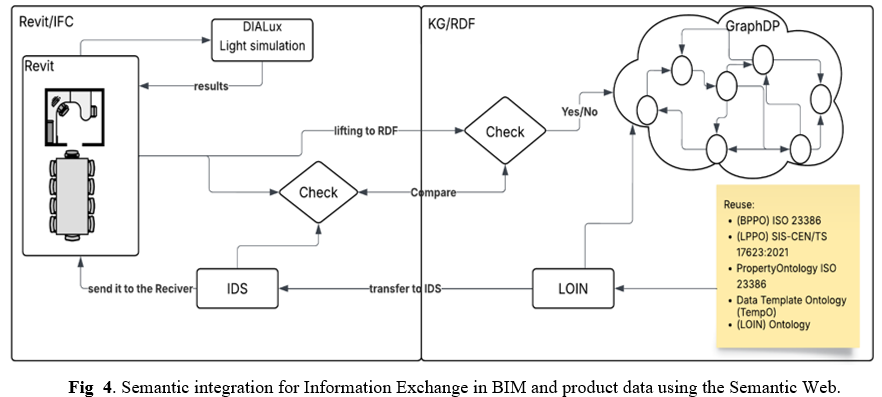 Revit/IFC
DIALux
Light simulation
Revit
results
KG/RDF
GraphDP
lifting to RDF
Check
Yes/No
Check
Compare
Reuse:
• (BPPO) ISO 23386
• (LPPO) SIS-CEN/TS
17623:2021
• PropertyOntology ISO
23386
• Data Template Ontology
(TempO)
• (LOIN) Ontology
send it to the Reciver
IDS
transfer to IDS
LOIN
Fig 4. Semantic integration for Information Exchange in BIM and product data using the Semantic Web.